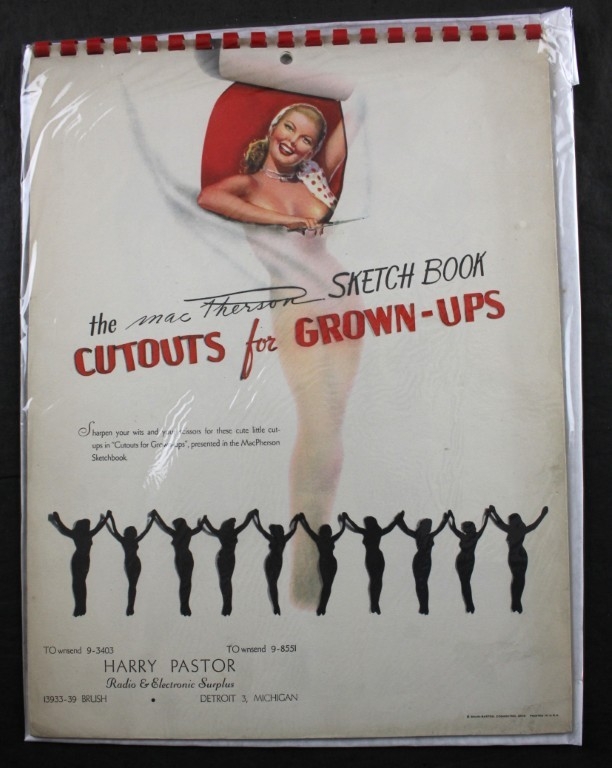 the mac Pherson SKETCH BOOK
CUTOUTS for GROWN-UPS
Sharpen your wits and your scissors for these cute little cut-
ups in "Cutouts for Grown-ups", presented in the MacPherson
Sketchbook.
TOwnsend 9-3403 TOwnsend 9-8551
HARRY PASTOR
Radio & Electronic Surplus
13933-39 BRUSH • DETROIT 3, MICHIGAN